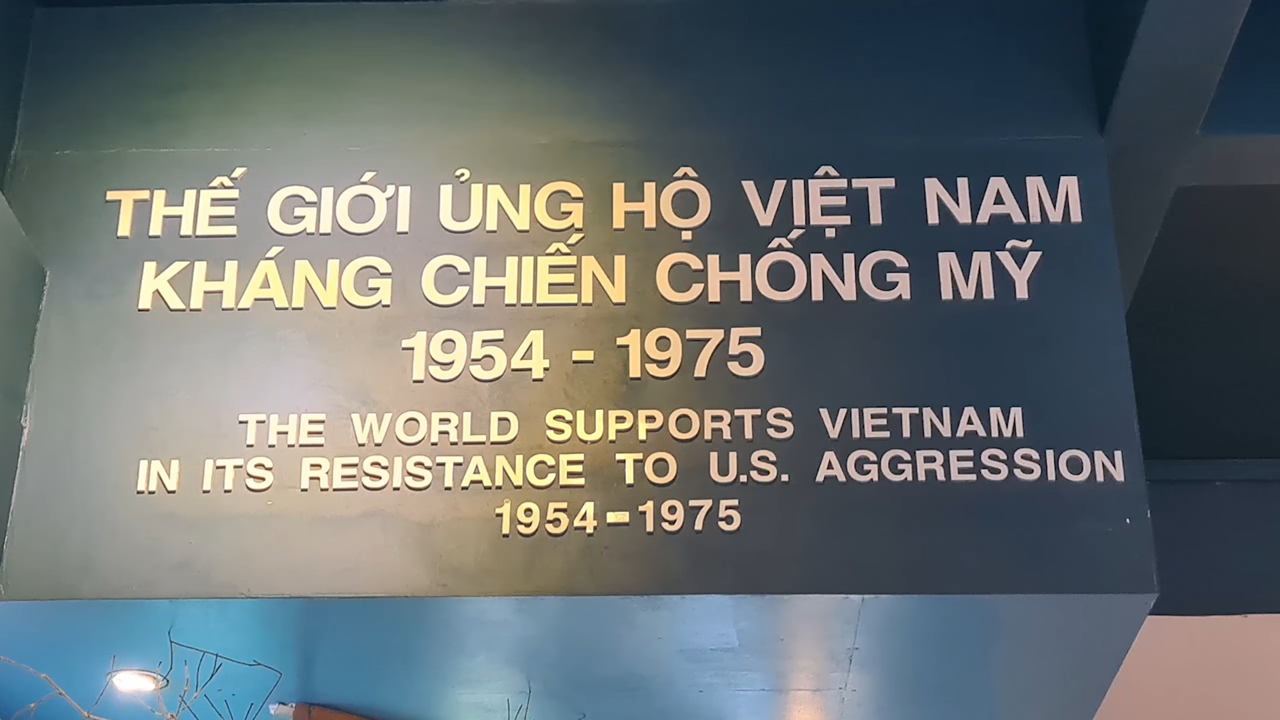 THẾ GIỚI ỦNG HỘ VIỆT NAM
KHÁNG CHIẾN CHỐNG MỸ
1954 - 1975
THE WORLD SUPPORTS VIETNAM
IN ITS RESISTANCE TO U.S. AGGRESSION
1954-1975